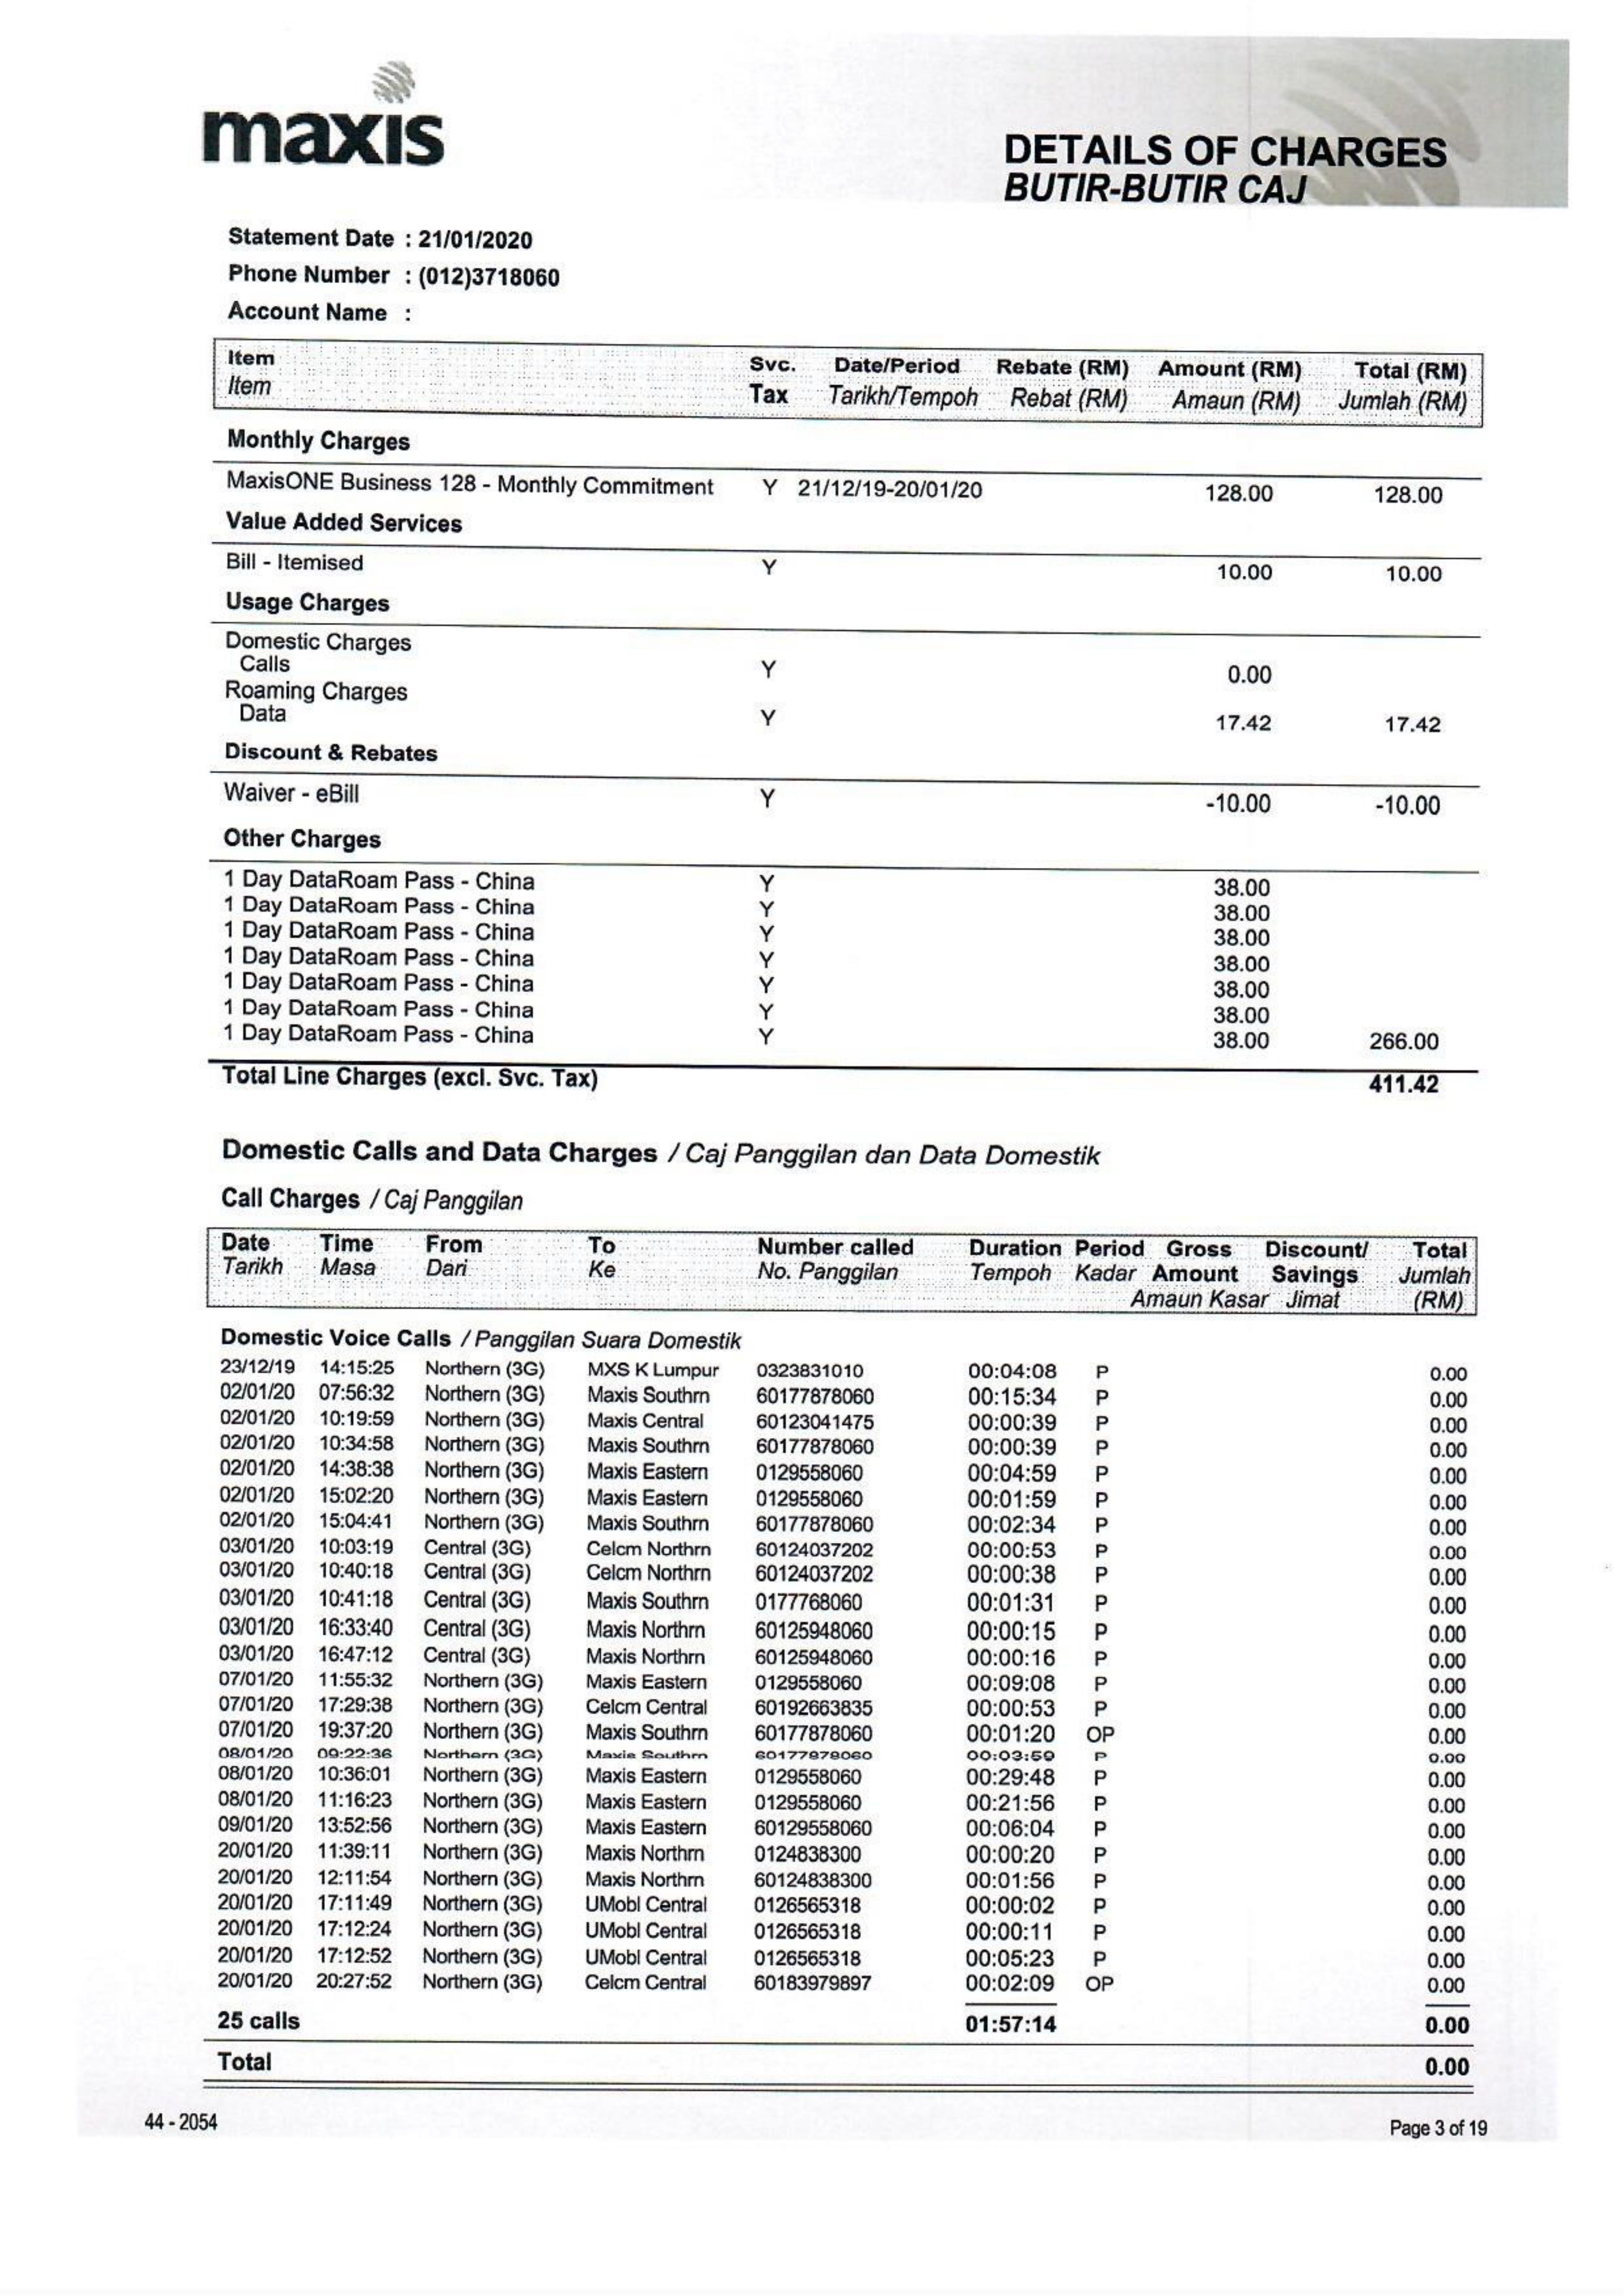 maxis
DETAILS OF CHARGES
BUTIR-BUTIR CAJ
Statement Date : 21/01/2020
Phone Number : (012)3718060
Account Name :
Item Svc. Date/Period Rebate (RM) Amount (RM) Total (RM)
Item Tax Tarikh/Tempoh Rebat (RM) Amaun (RM) Jumlah (RM)
Monthly Charges
MaxisONE Business 128 - Monthly Commitment Y 21/12/19-20/01/20 128.00 128.00
Value Added Services
Bill - Itemised Y 10.00 10.00
Usage Charges
Domestic Charges
Calls Y 0.00
Roaming Charges
Data Y 17.42 17.42
Discount & Rebates
Waiver - eBill Y -10.00 -10.00
Other Charges
1 Day DataRoam Pass - China Y 38.00
1 Day DataRoam Pass - China Y 38.00
1 Day DataRoam Pass - China Y 38.00
1 Day DataRoam Pass - China Y 38.00
1 Day DataRoam Pass - China Y 38.00
1 Day DataRoam Pass - China Y 38.00
1 Day DataRoam Pass - China Y 38.00 266.00
Total Line Charges (excl. Svc. Tax) 411.42
Domestic Calls and Data Charges / Caj Panggilan dan Data Domestik
Call Charges / Caj Panggilan
Date Time From To Number called Duration Period Gross Discount/ Total
Tarikh Masa Dari Ke No. Panggilan Tempoh Kadar Amount Savings Jumlah
Amaun Kasar Jimat (RM)
Domestic Voice Calls / Panggilan Suara Domestik
23/12/19 14:15:25 Northern (3G) MXS K Lumpur 0323831010 00:04:08 P 0.00
02/01/20 07:56:32 Northern (3G) Maxis Southrn 60177878060 00:15:34 P 0.00
02/01/20 10:19:59 Northern (3G) Maxis Central 60123041475 00:00:39 P 0.00
02/01/20 10:34:58 Northern (3G) Maxis Southrn 60177878060 00:00:39 P 0.00
02/01/20 14:38:38 Northern (3G) Maxis Eastern 0129558060 00:04:59 P 0.00
02/01/20 15:02:20 Northern (3G) Maxis Eastern 0129558060 00:01:59 P 0.00
02/01/20 15:04:41 Northern (3G) Maxis Southrn 60177878060 00:02:34 P 0.00
03/01/20 10:03:19 Central (3G) Celcm Northrn 60124037202 00:00:53 P 0.00
03/01/20 10:40:18 Central (3G) Celcm Northrn 60124037202 00:00:38 P 0.00
03/01/20 10:41:18 Central (3G) Maxis Southrn 0177768060 00:01:31 P 0.00
03/01/20 16:33:40 Central (3G) Maxis Northrn 60125948060 00:00:15 P 0.00
03/01/20 16:47:12 Central (3G) Maxis Northrn 60125948060 00:00:16 P 0.00
07/01/20 11:55:32 Northern (3G) Maxis Eastern 0129558060 00:09:08 P 0.00
07/01/20 17:29:38 Northern (3G) Celcm Central 60192663835 00:00:53 P 0.00
07/01/20 19:37:20 Northern (3G) Maxis Southrn 60177878060 00:01:20 OP 0.00
08/01/20 09:22:36 Northern (3G) Maxis Southrn 60177878060 00:03:59 P 0.00
08/01/20 10:36:01 Northern (3G) Maxis Eastern 0129558060 00:29:48 P 0.00
08/01/20 11:16:23 Northern (3G) Maxis Eastern 0129558060 00:21:56 P 0.00
09/01/20 13:52:56 Northern (3G) Maxis Eastern 60129558060 00:06:04 P 0.00
20/01/20 11:39:11 Northern (3G) Maxis Northrn 0124838300 00:00:20 P 0.00
20/01/20 12:11:54 Northern (3G) Maxis Northrn 60124838300 00:01:56 P 0.00
20/01/20 17:11:49 Northern (3G) UMobl Central 0126565318 00:00:02 P 0.00
20/01/20 17:12:24 Northern (3G) UMobl Central 0126565318 00:00:11 P 0.00
20/01/20 17:12:52 Northern (3G) UMobl Central 0126565318 00:05:23 P 0.00
20/01/20 20:27:52 Northern (3G) Celcm Central 60183979897 00:02:09 OP 0.00
25 calls 01:57:14 0.00
Total 0.00
44 - 2054 Page 3 of 19